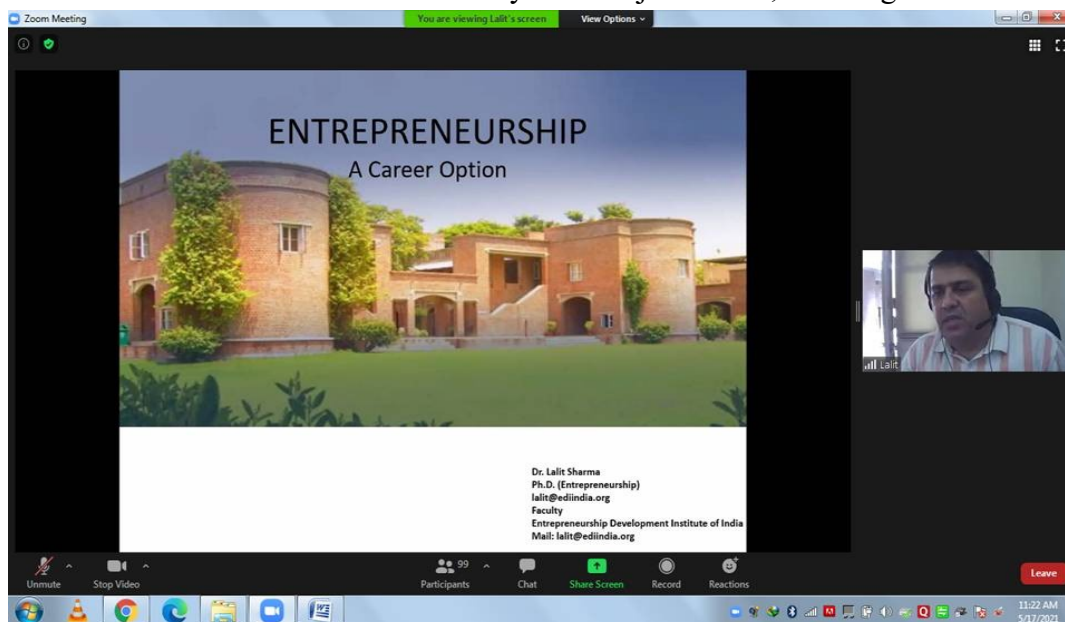 Zoom Meeting
You are viewing Lalit's screen View Options
ENTREPRENEURSHIP
A Career Option
Lalit
Dr. Lalit Sharma
Ph.D. (Entrepreneurship)
lalit@ediindia.org
Faculty
Entrepreneurship Development Institute of India
Mail: lalit@ediindia.org
99
Unmute Stop Video Participants Chat Share Screen Record Reactions Leave
11:22 AM
5/17/2021